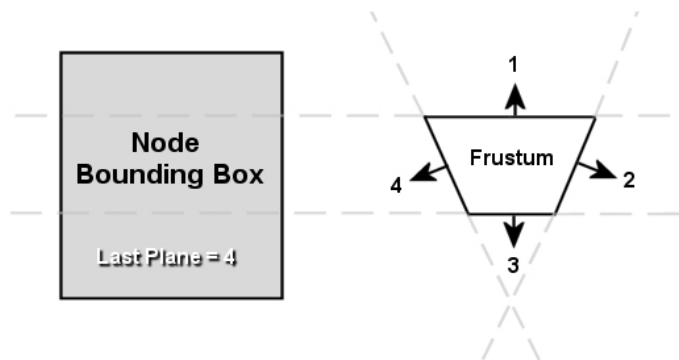 1
Node
Bounding Box
Frustum
4
2
Last Plane = 4
3